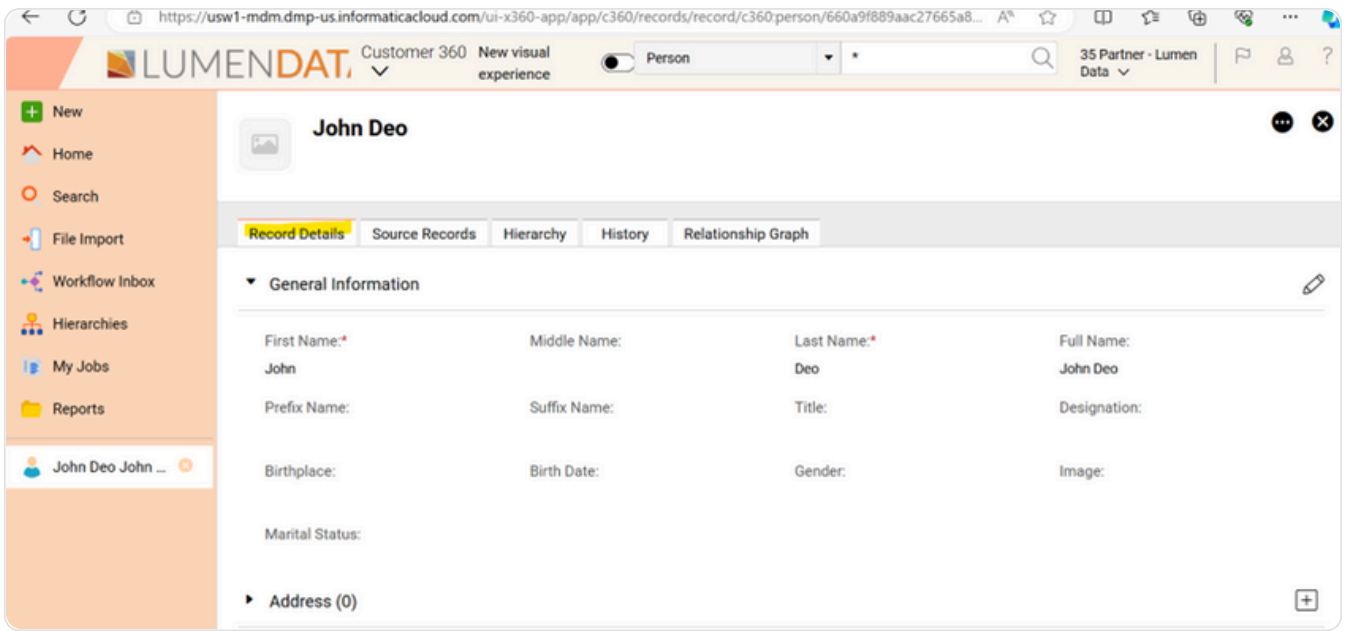 https://usw1-mdm.dmp-us.informaticacloud.com/ui-x360-app/app/c360/records/record/c360:person/660a9f889aac27665a8...
LUMENDATA
Customer 360
New visual
experience
Person
*
35 Partner - Lumen
Data
?
New
Home
Search
File Import
Workflow Inbox
Hierarchies
My Jobs
Reports
John Deo John ...
John Deo
Record Details Source Records Hierarchy History Relationship Graph
General Information
First Name:* Middle Name: Last Name:* Full Name:
John Deo John Deo
Prefix Name: Suffix Name: Title: Designation:
Birthplace: Birth Date: Gender: Image:
Marital Status:
Address (0)